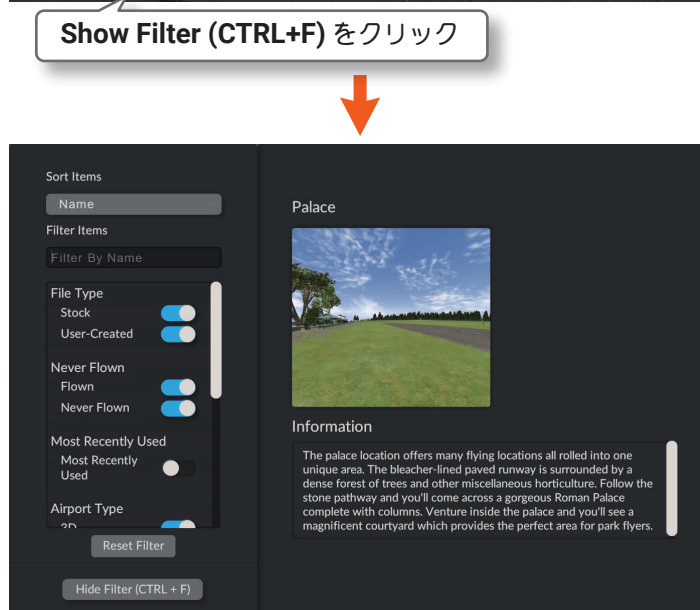 Show Filter (CTRL+F) をクリック
Sort Items
Name
Filter Items
Filter By Name
File Type
Stock
User-Created
Never Flown
Flown
Never Flown
Most Recently Used
Most Recently
Used
Airport Type
3D
Reset Filter
Hide Filter (CTRL + F)
Palace
Information
The palace location offers many flying locations all rolled into one
unique area. The bleacher-lined paved runway is surrounded by a
dense forest of trees and other miscellaneous horticulture. Follow the
stone pathway and you'll come across a gorgeous Roman Palace
complete with columns. Venture inside the palace and you'll see a
magnificent courtyard which provides the perfect area for park flyers.